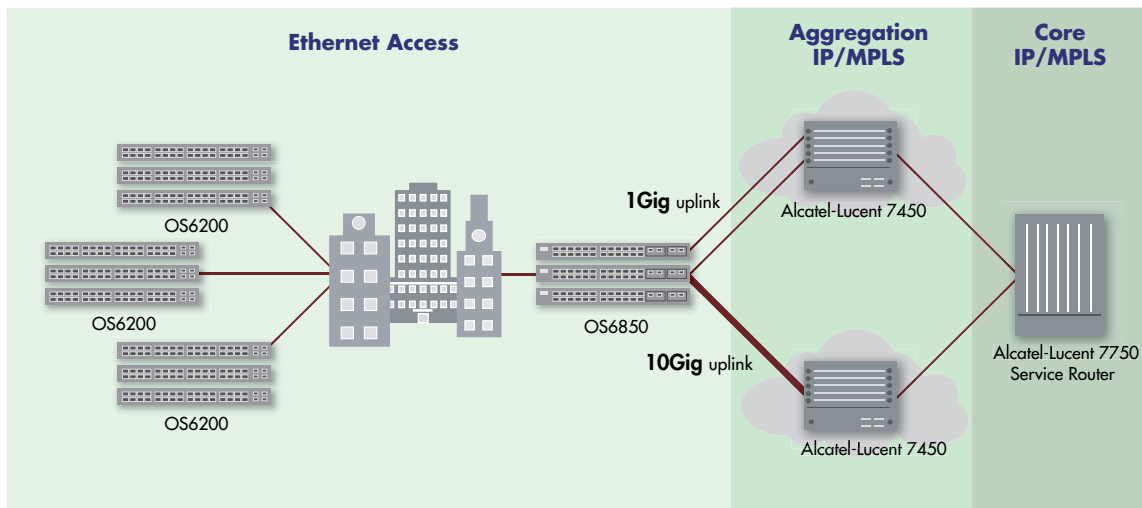 Ethernet Access
Aggregation
IP/MPLS
Core
IP/MPLS
OS6200
OS6200
OS6200
OS6850
1Gig uplink
10Gig uplink
Alcatel-Lucent 7450
Alcatel-Lucent 7450
Alcatel-Lucent 7750
Service Router